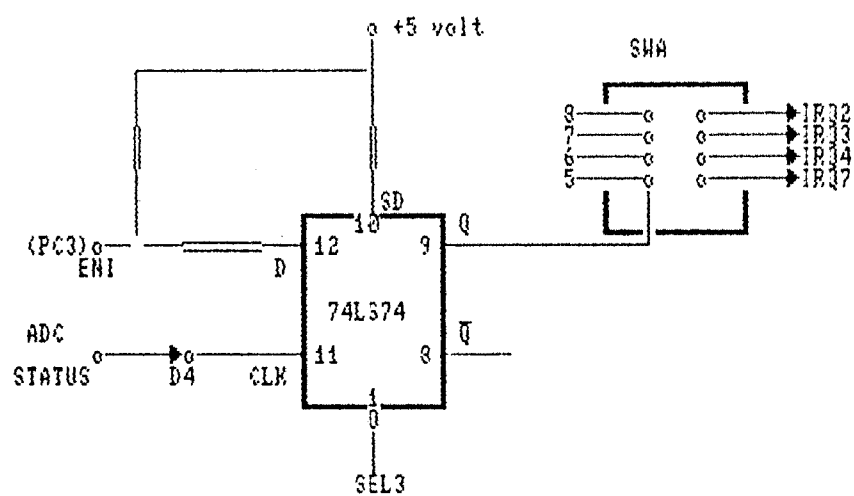 +5 volt
SWA
8
IRQ2
7
IRQ3
6
IRQ4
5
IRQ7
SD
10
Q
(PC3)
12
9
ENI
D
74LS74
ADC
Q̅
11
8
STATUS
D4
CLK
1
0
SEL3